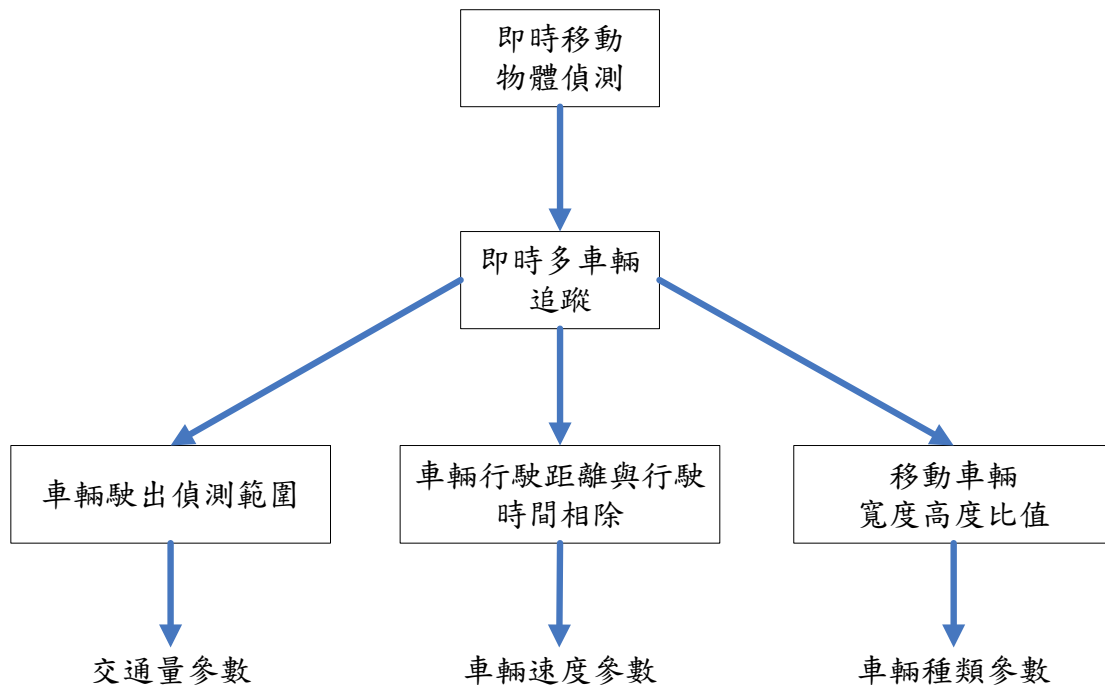 即時移動
物體偵測
即時多車輛
追蹤
車輛駛出偵測範圍
車輛行駛距離與行駛
時間相除
移動車輛
寬度高度比值
交通量參數
車輛速度參數
車輛種類參數